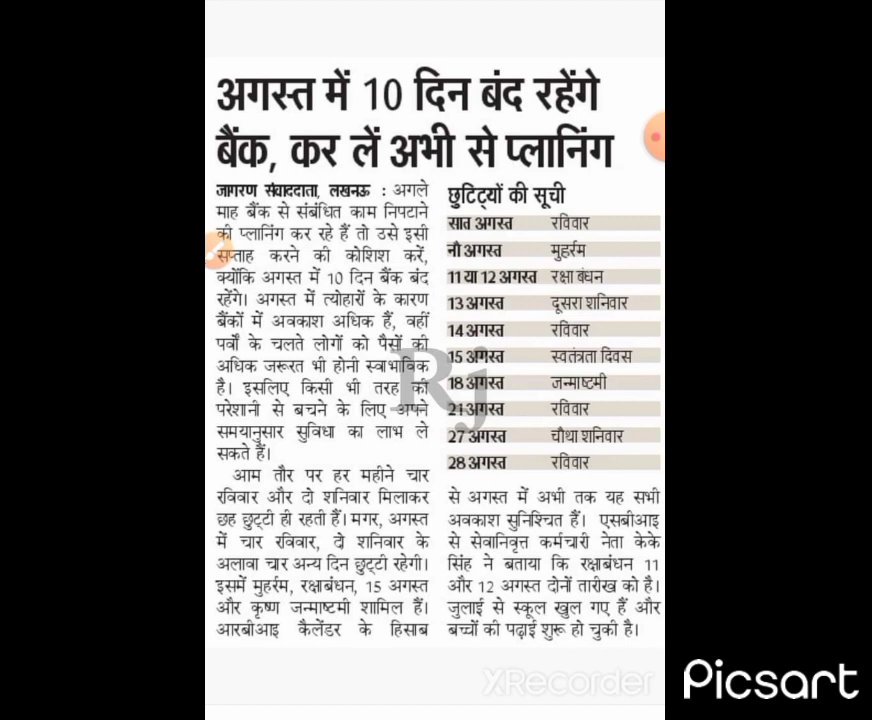 अगस्त में 10 दिन बंद रहेंगे
बैंक, कर लें अभी से प्लानिंग
जागरण संवाददाता, लखनऊ : अगले
माह बैंक से संबंधित काम निपटाने
की प्लानिंग कर रहे हैं तो उसे इसी
सप्ताह करने की कोशिश करें,
क्योंकि अगस्त में 10 दिन बैंक बंद
रहेंगे। अगस्त में त्योहारों के कारण
बैंकों में अवकाश अधिक हैं, वहीं
पर्वों के चलते लोगों को पैसों की
अधिक जरूरत भी होनी स्वाभाविक
है। इसलिए किसी भी तरह की
परेशानी से बचने के लिए अपने
समयानुसार सुविधा का लाभ ले
सकते हैं।
आम तौर पर हर महीने चार
रविवार और दो शनिवार मिलाकर
छह छुट्टी ही रहती हैं। मगर, अगस्त
में चार रविवार, दो शनिवार के
अलावा चार अन्य दिन छुट्टी रहेगी।
इसमें मुहर्रम, रक्षाबंधन, 15 अगस्त
और कृष्ण जन्माष्टमी शामिल हैं।
आरबीआइ कैलेंडर के हिसाब
छुटि्टयों की सूची
सात अगस्त रविवार
नौ अगस्त मुहर्रम
11 या 12 अगस्त रक्षा बंधन
13 अगस्त दूसरा शनिवार
14 अगस्त रविवार
15 अगस्त स्वतंत्रता दिवस
18 अगस्त जन्माष्टमी
21 अगस्त रविवार
27 अगस्त चौथा शनिवार
28 अगस्त रविवार
से अगस्त में अभी तक यह सभी
अवकाश सुनिश्चित हैं। एसबीआइ
से सेवानिवृत्त कर्मचारी नेता केके
सिंह ने बताया कि रक्षाबंधन 11
और 12 अगस्त दोनों तारीख को है।
जुलाई से स्कूल खुल गए हैं और
बच्चों की पढ़ाई शुरू हो चुकी है।
Rj
XRecorder
Picsart